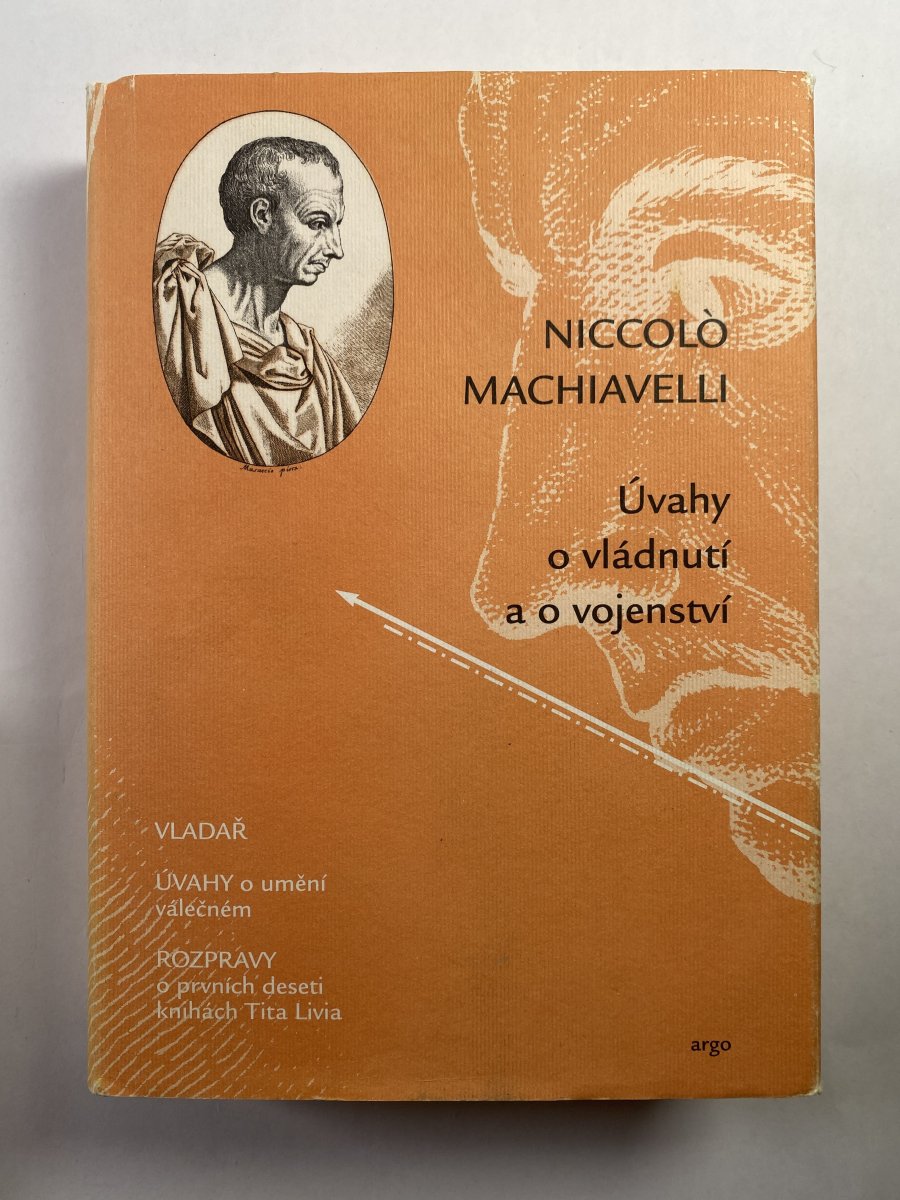 NICCOLÒ
MACHIAVELLI
Úvahy
o vládnutí
a o vojenství
VLADAŘ
ÚVAHY o umění
válečném
ROZPRAVY
o prvních deseti
knihách Tita Livia
argo